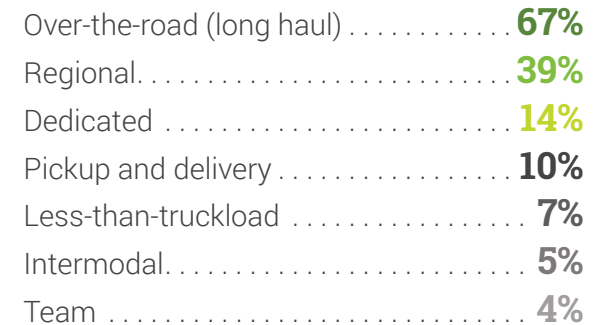 Over-the-road (long haul) . . . . . . . . . . . . 67%
Regional. . . . . . . . . . . . . . . . . . . . . . . . . . . 39%
Dedicated . . . . . . . . . . . . . . . . . . . . . . . . . 14%
Pickup and delivery . . . . . . . . . . . . . . . . . 10%
Less-than-truckload . . . . . . . . . . . . . . . . . 7%
Intermodal. . . . . . . . . . . . . . . . . . . . . . . . . . 5%
Team . . . . . . . . . . . . . . . . . . . . . . . . . . . . . . 4%